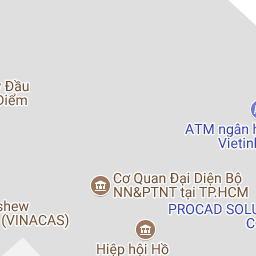 Đầu
Điểm
ATM ngân h
Vietin
Cơ Quan Đại Diện Bộ
NN&PTNT tại TP.HCM
shew
(VINACAS)
PROCAD SOLU
C
Hiệp hội Hồ